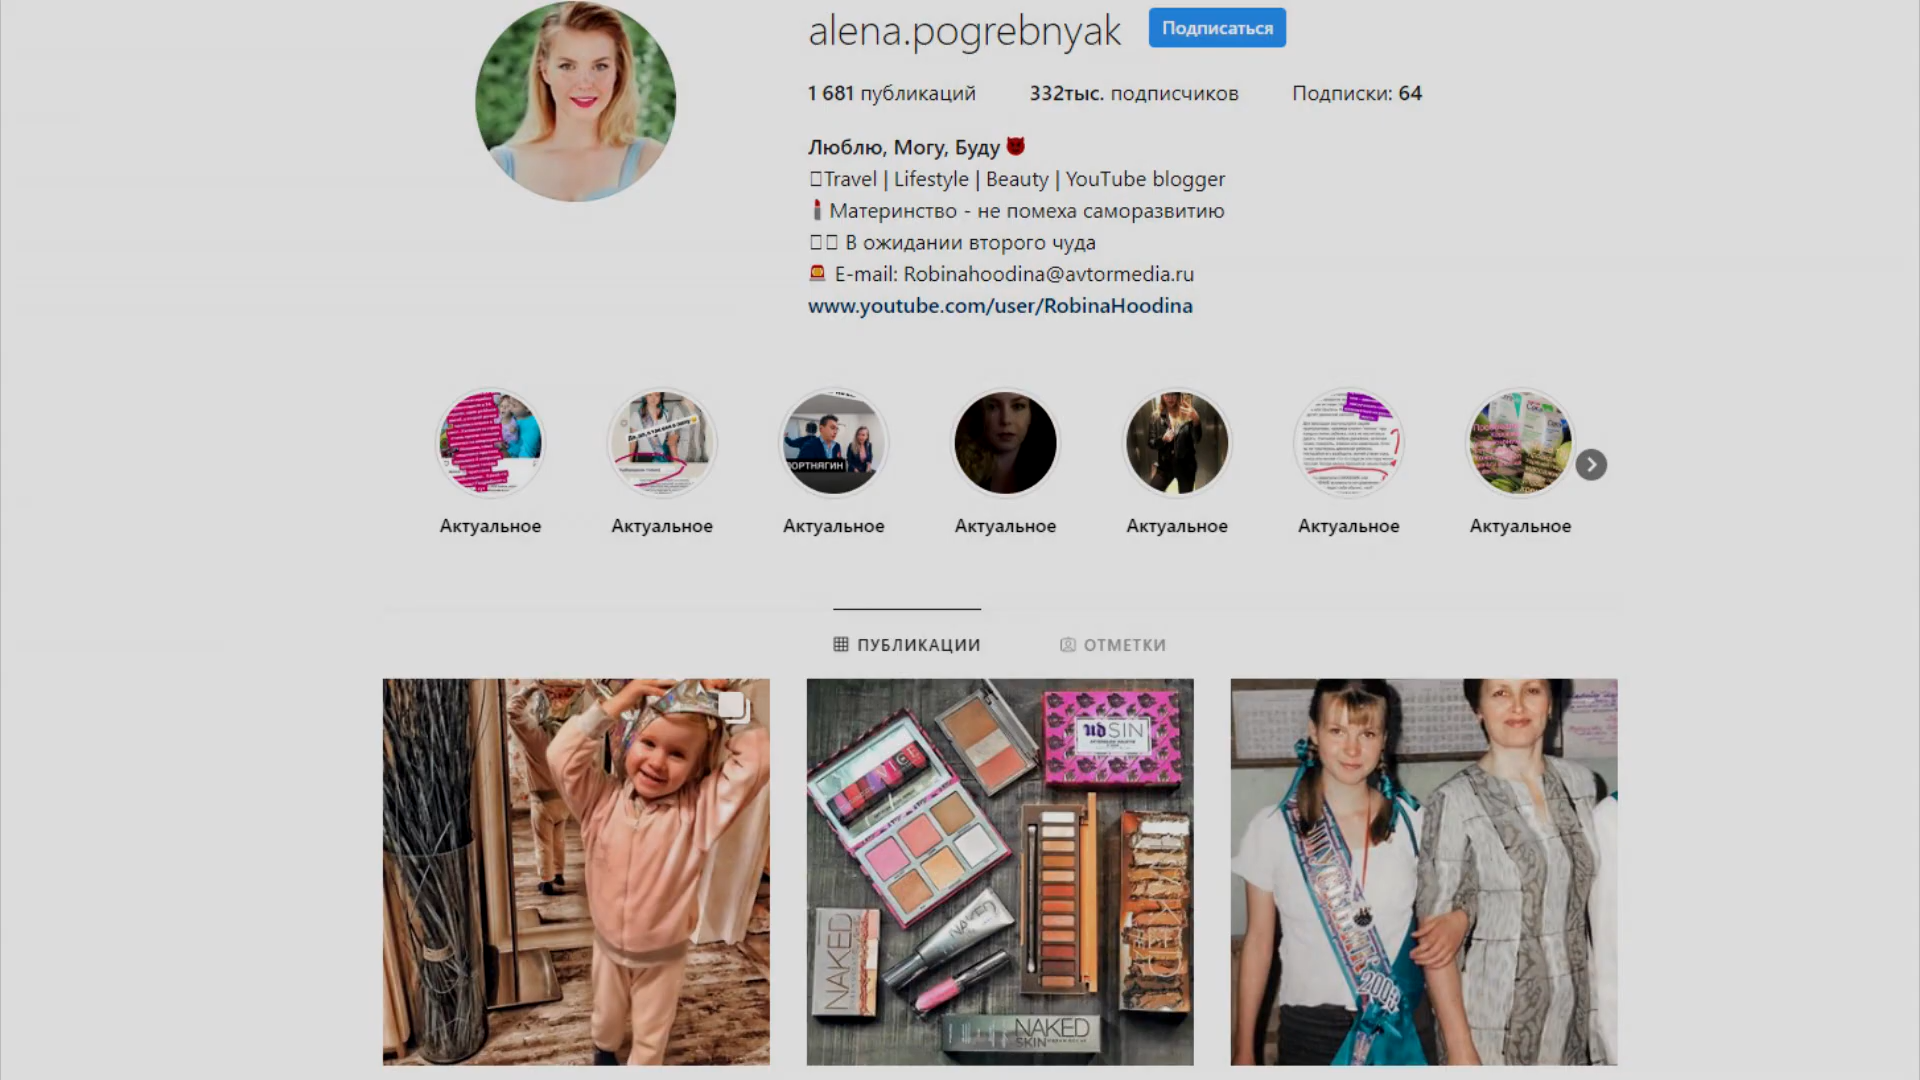 alena.pogrebnyak Подписаться
1 681 публикаций 332тыс. подписчиков Подписки: 64
Люблю, Могу, Буду
Travel | Lifestyle | Beauty | YouTube blogger
Материнство - не помеха саморазвитию
В ожидании второго чуда
E-mail: Robinahoodina@avtormedia.ru
www.youtube.com/user/RobinaHoodina
ОРТНЯГИН
Актуальное Актуальное Актуальное Актуальное Актуальное Актуальное Актуальное
ПУБЛИКАЦИИ ОТМЕТКИ
UD SIN
NAKED
NAKED
NAKED
SKIN
2003